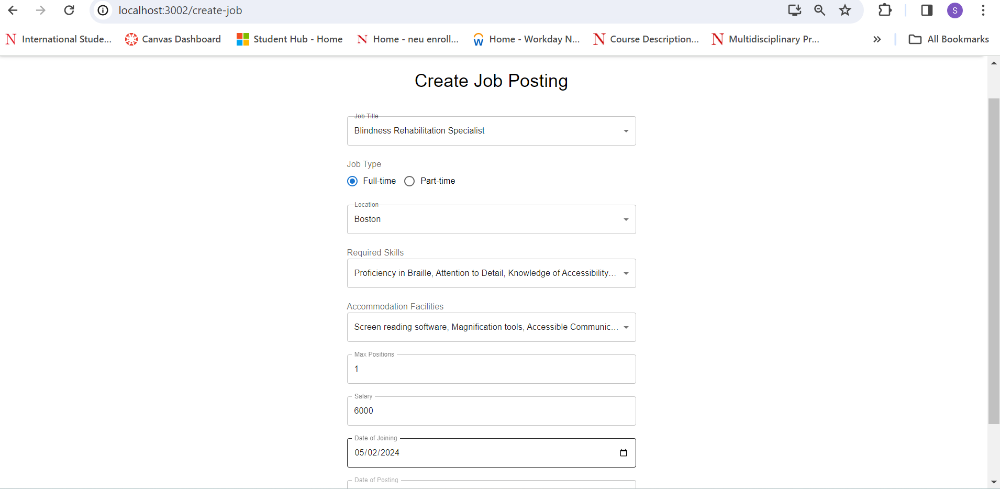 localhost:3002/create-job
S
International Stude... Canvas Dashboard Student Hub - Home Home - neu enroll... Home - Workday N... Course Description... Multidisciplinary Pr... All Bookmarks
Create Job Posting
Job Title
Blindness Rehabilitation Specialist
Job Type
Full-time Part-time
Location
Boston
Required Skills
Proficiency in Braille, Attention to Detail, Knowledge of Accessibility...
Accommodation Facilities
Screen reading software, Magnification tools, Accessible Communic...
Max Positions
1
Salary
6000
Date of Joining
05/02/2024
Date of Posting